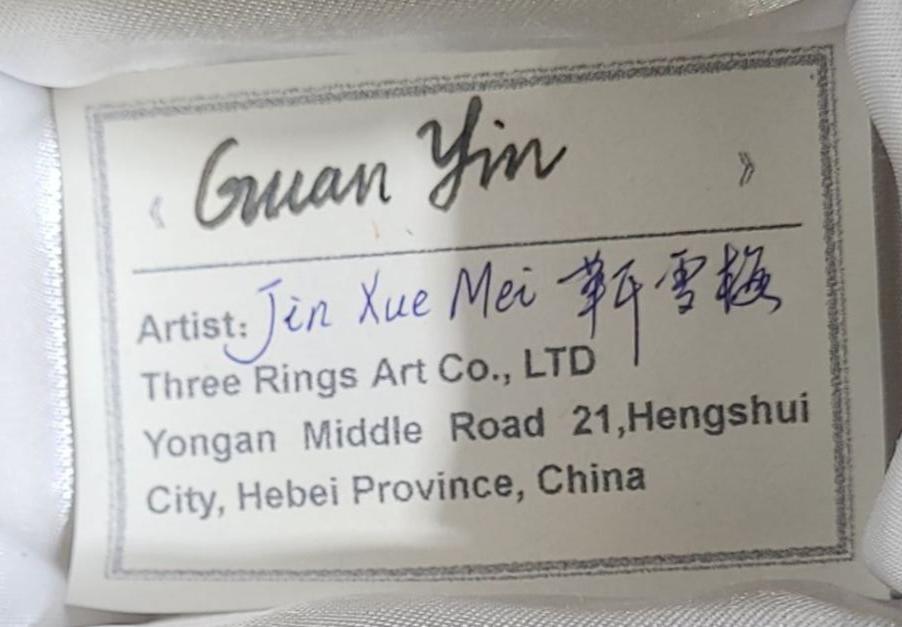 《 Guan Yin 》
Artist: Jin Xue Mei 靳雪梅
Three Rings Art Co., LTD
Yongan Middle Road 21,Hengshui
City, Hebei Province, China